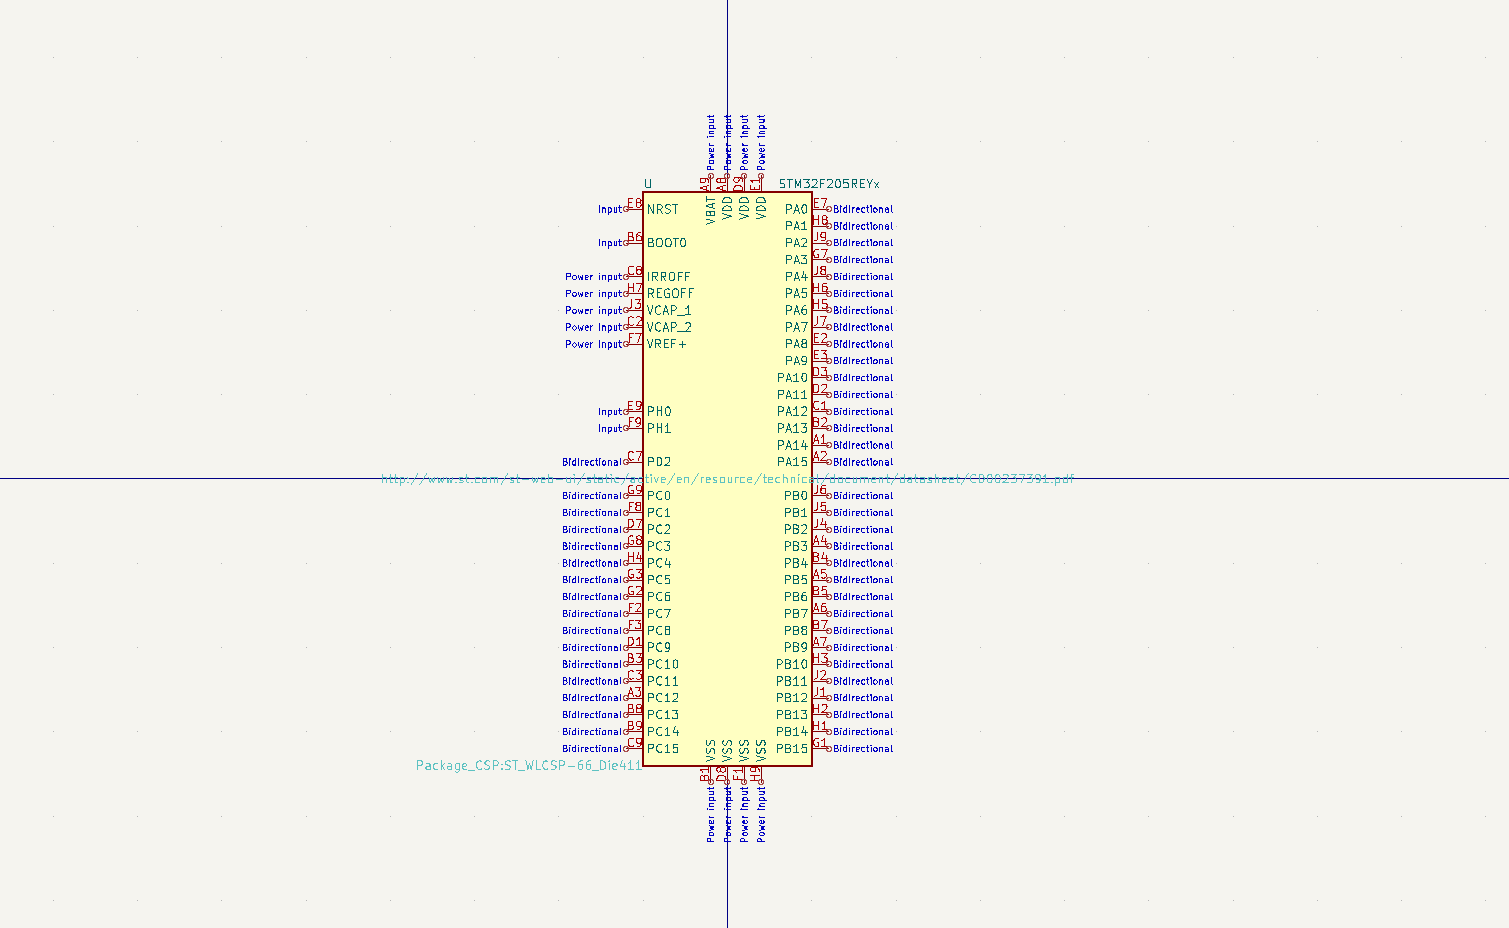 Power input Power input Power input Power input
A9 A8 D9 E1
U STM32F205REYx
VBAT VDD VDD VDD
Input E8 NRST PA0 E7 Bidirectional
PA1 H8 Bidirectional
Input B6 BOOT0 PA2 J9 Bidirectional
PA3 G7 Bidirectional
Power input C8 IRROFF PA4 J8 Bidirectional
Power input H7 REGOFF PA5 H6 Bidirectional
Power input J3 VCAP_1 PA6 H5 Bidirectional
Power input C2 VCAP_2 PA7 J7 Bidirectional
Power input F7 VREF+ PA8 E2 Bidirectional
PA9 E3 Bidirectional
PA10 D3 Bidirectional
PA11 D2 Bidirectional
Input E9 PH0 PA12 C1 Bidirectional
Input F9 PH1 PA13 B2 Bidirectional
PA14 A1 Bidirectional
Bidirectional C7 PD2 PA15 A2 Bidirectional
http://www.st.com/st-web-ui/static/active/en/resource/technical/document/datasheet/CD00237391.pdf
Bidirectional G9 PC0 PB0 J6 Bidirectional
Bidirectional F8 PC1 PB1 J5 Bidirectional
Bidirectional D7 PC2 PB2 J4 Bidirectional
Bidirectional G8 PC3 PB3 A4 Bidirectional
Bidirectional H4 PC4 PB4 B4 Bidirectional
Bidirectional G3 PC5 PB5 A5 Bidirectional
Bidirectional G2 PC6 PB6 B5 Bidirectional
Bidirectional F2 PC7 PB7 A6 Bidirectional
Bidirectional F3 PC8 PB8 B7 Bidirectional
Bidirectional D1 PC9 PB9 A7 Bidirectional
Bidirectional B3 PC10 PB10 H3 Bidirectional
Bidirectional C3 PC11 PB11 J2 Bidirectional
Bidirectional A3 PC12 PB12 J1 Bidirectional
Bidirectional B8 PC13 PB13 H2 Bidirectional
Bidirectional B9 PC14 PB14 H1 Bidirectional
Bidirectional C9 PC15 PB15 G1 Bidirectional
VSS VSS VSS VSS
Package_CSP:ST_WLCSP-66_Die411
B1 D8 F1 H9
Power input Power input Power input Power input